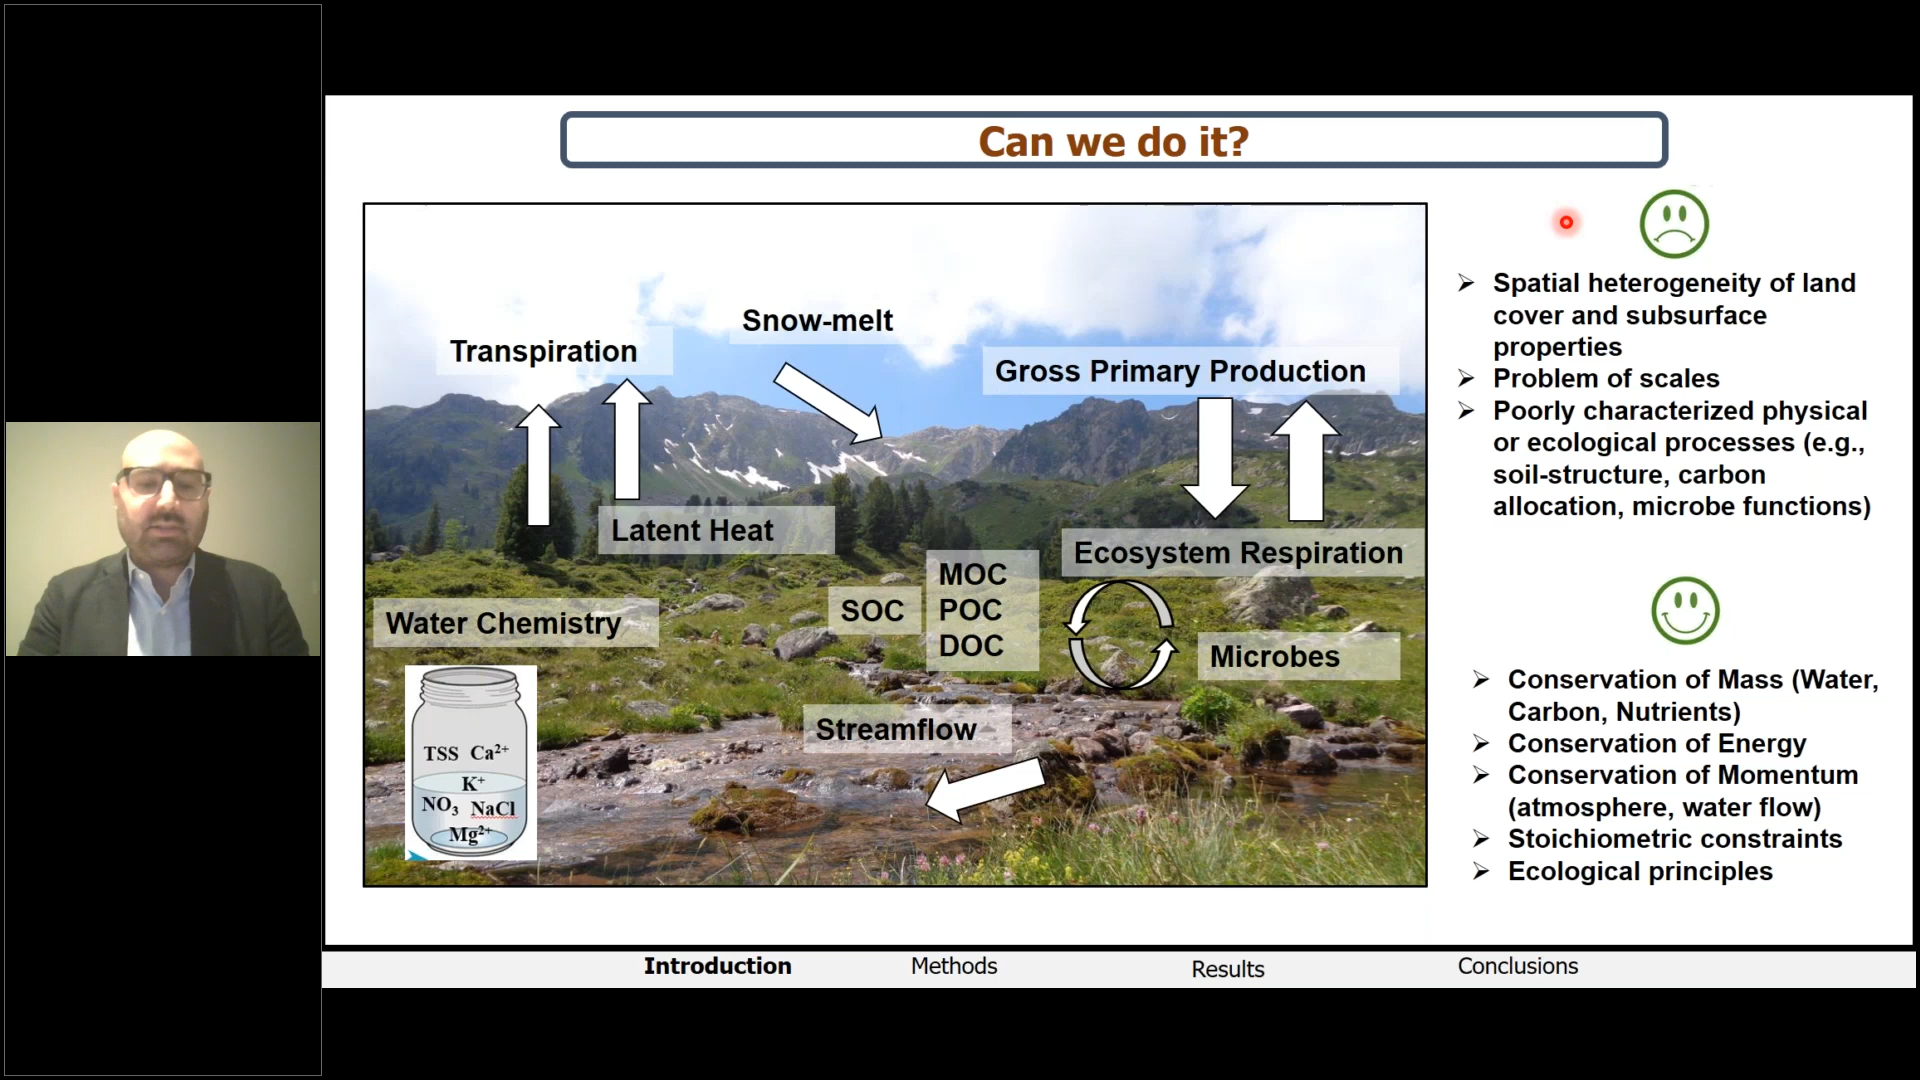 Can we do it?
Snow-melt
Transpiration
Gross Primary Production
Latent Heat
Ecosystem Respiration
MOC
SOC
POC
DOC
Water Chemistry
Microbes
Streamflow
TSS Ca²⁺
K⁺
NO₃ NaCl
Mg²⁺
➢ Spatial heterogeneity of land
cover and subsurface
properties
➢ Problem of scales
➢ Poorly characterized physical
or ecological processes (e.g.,
soil-structure, carbon
allocation, microbe functions)
➢ Conservation of Mass (Water,
Carbon, Nutrients)
➢ Conservation of Energy
➢ Conservation of Momentum
(atmosphere, water flow)
➢ Stoichiometric constraints
➢ Ecological principles
Introduction Methods Results Conclusions